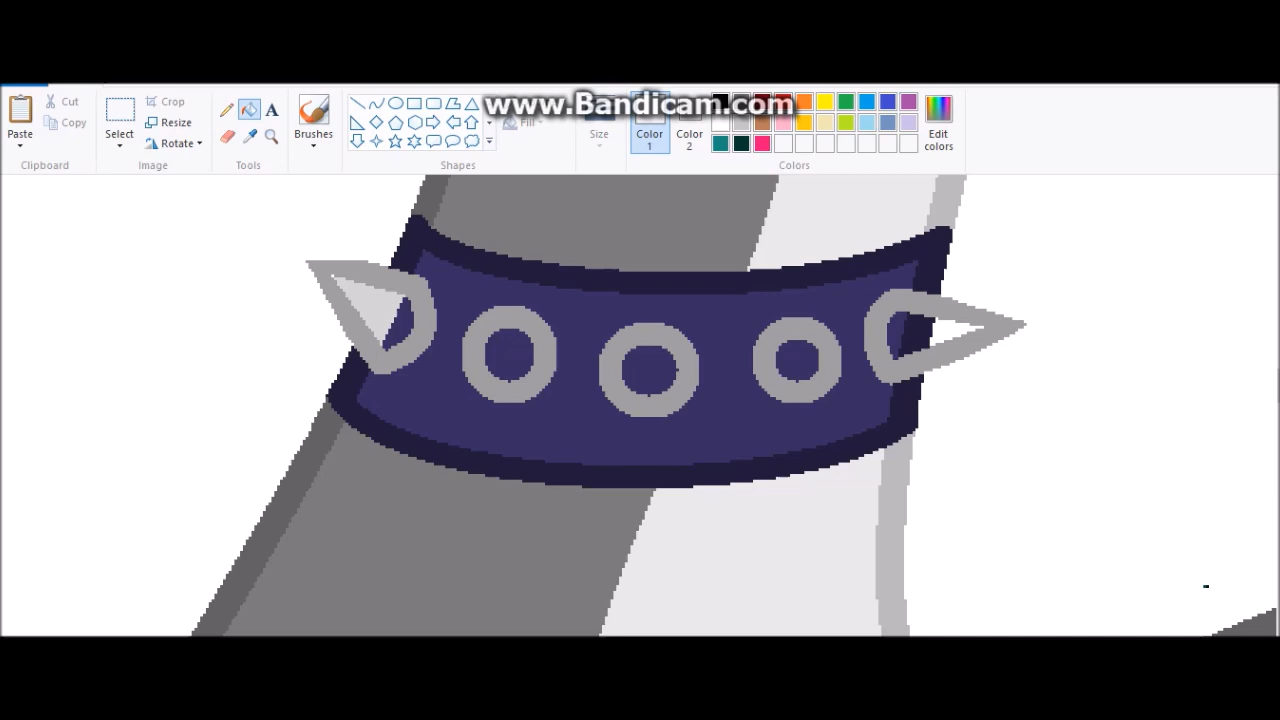 www.Bandicam.com
Cut
Copy
Paste
Clipboard
Select
Crop
Resize
Rotate
Image
A
Tools
Brushes
Fill
Shapes
Size
Color
1
Color
2
Edit
colors
Colors